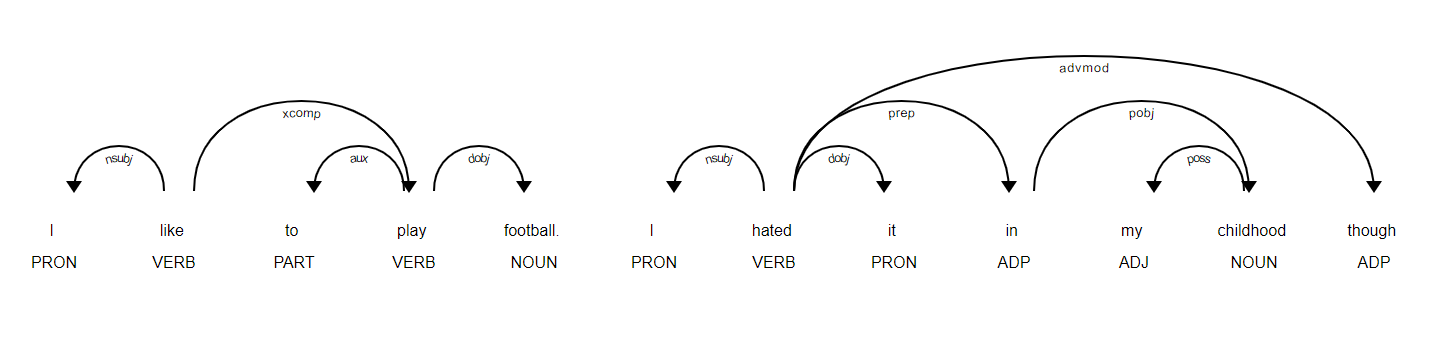 advmod
xcomp prep pobj
nsubj aux dobj nsubj dobj poss
I like to play football. I hated it in my childhood though
PRON VERB PART VERB NOUN PRON VERB PRON ADP ADJ NOUN ADP